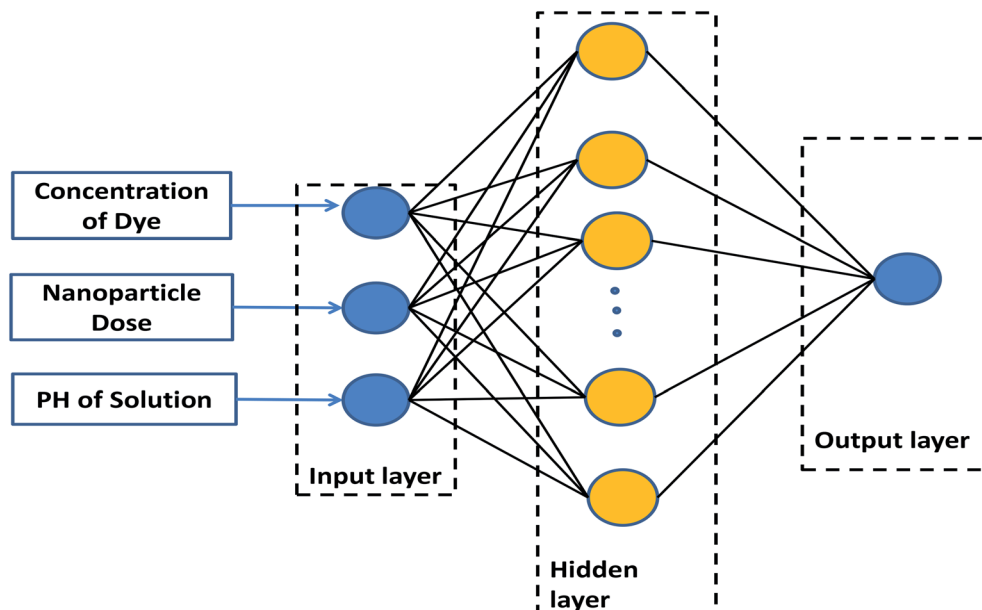 Concentration
of Dye
Nanoparticle
Dose
PH of Solution
Input layer
Hidden
layer
Output layer